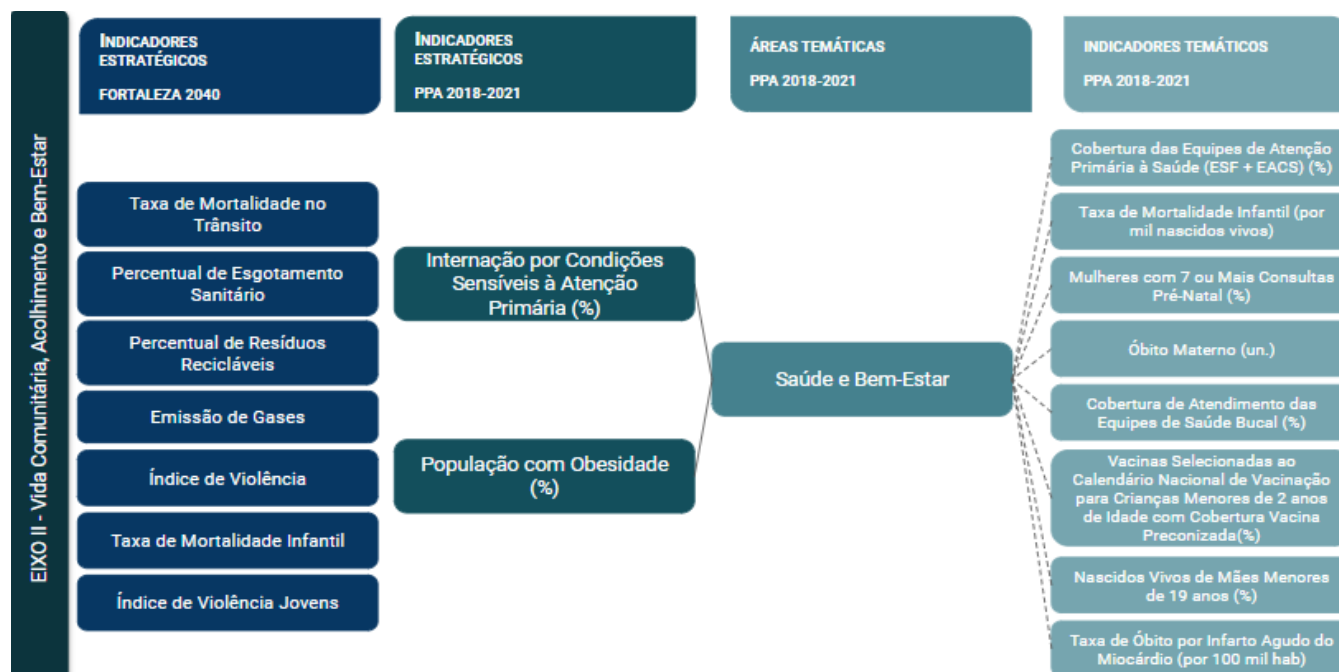 EIXO II - Vida Comunitária, Acolhimento e Bem-Estar
INDICADORES
ESTRATÉGICOS
FORTALEZA 2040
Taxa de Mortalidade no
Trânsito
Percentual de Esgotamento
Sanitário
Percentual de Resíduos
Recicláveis
Emissão de Gases
Índice de Violência
Taxa de Mortalidade Infantil
Índice de Violência Jovens
INDICADORES
ESTRATÉGICOS
PPA 2018-2021
Internação por Condições
Sensíveis à Atenção
Primária (%)
População com Obesidade
(%)
ÁREAS TEMÁTICAS
PPA 2018-2021
Saúde e Bem-Estar
INDICADORES TEMÁTICOS
PPA 2018-2021
Cobertura das Equipes de Atenção
Primária à Saúde (ESF + EACS) (%)
Taxa de Mortalidade Infantil (por
mil nascidos vivos)
Mulheres com 7 ou Mais Consultas
Pré-Natal (%)
Óbito Materno (un.)
Cobertura de Atendimento das
Equipes de Saúde Bucal (%)
Vacinas Selecionadas ao
Calendário Nacional de Vacinação
para Crianças Menores de 2 anos
de Idade com Cobertura Vacina
Preconizada(%)
Nascidos Vivos de Mães Menores
de 19 anos (%)
Taxa de Óbito por Infarto Agudo do
Miocárdio (por 100 mil hab)